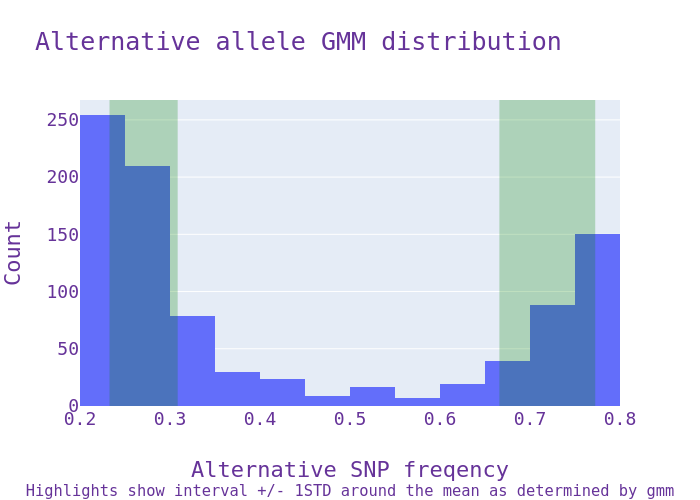 Alternative allele GMM distribution
250
200
150
100
50
0
Count
0.2 0.3 0.4 0.5 0.6 0.7 0.8
Alternative SNP freqency
Highlights show interval +/- 1STD around the mean as determined by gmm